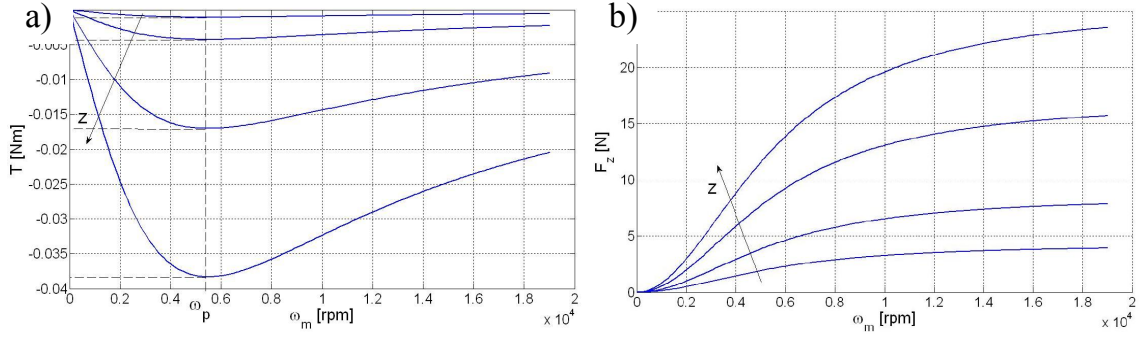 a)
-0.005
-0.01
-0.015
-0.02
-0.025
-0.03
-0.035
-0.04
T [Nm]
z
0 0.2 0.4 0.6 0.8 1 1.2 1.4 1.6 1.8 2
ω_p
ω_m [rpm]
x 10^4
b)
20
15
10
5
0
F_z [N]
z
0 0.2 0.4 0.6 0.8 1 1.2 1.4 1.6 1.8 2
ω_m [rpm]
x 10^4